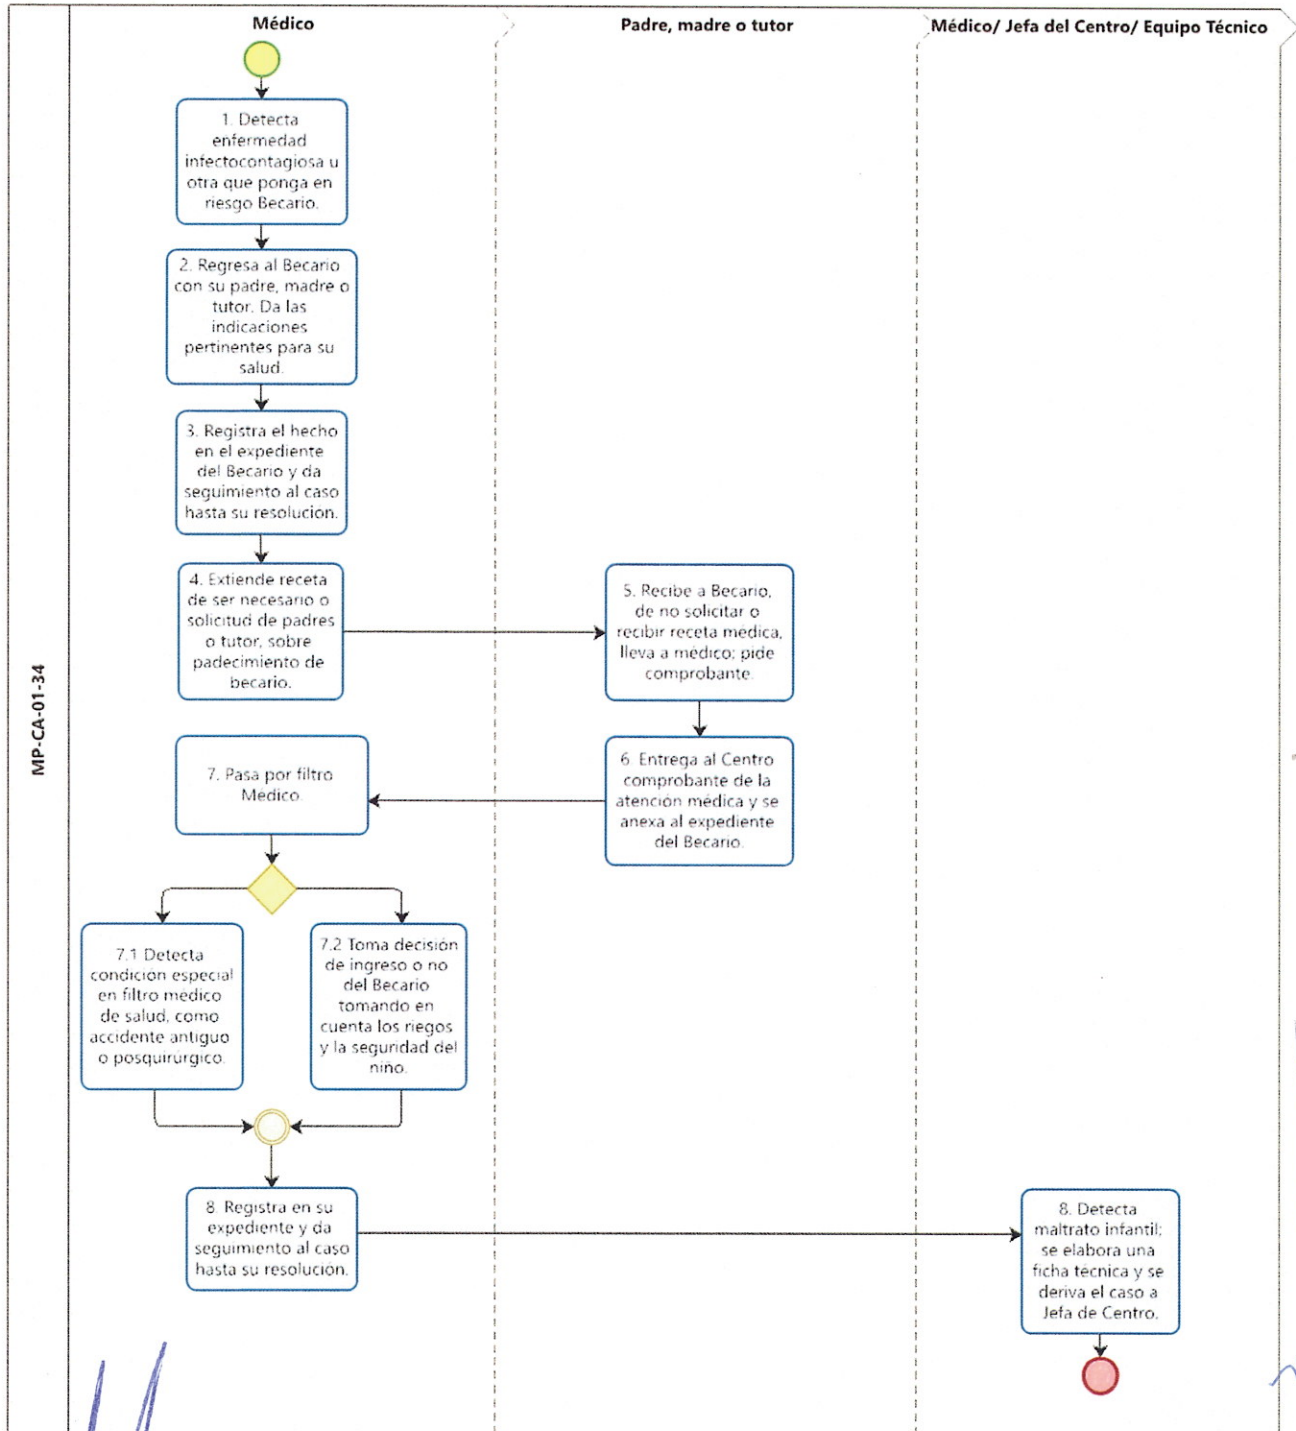 Médico
Padre, madre o tutor
Médico/ Jefa del Centro/ Equipo Técnico
MP-CA-01-34
1. Detecta
enfermedad
infectocontagiosa u
otra que ponga en
riesgo Becario.
2. Regresa al Becario
con su padre, madre o
tutor. Da las
indicaciones
pertinentes para su
salud.
3. Registra el hecho
en el expediente
del Becario y da
seguimiento al caso
hasta su resolucion.
4. Extiende receta
de ser necesario o
solicitud de padres
o tutor, sobre
padecimiento de
becario.
5. Recibe a Becario,
de no solicitar o
recibir receta médica,
lleva a médico; pide
comprobante.
6. Entrega al Centro
comprobante de la
atención médica y se
anexa al expediente
del Becario.
7. Pasa por filtro
Médico.
7.1 Detecta
condición especial
en filtro médico
de salud, como
accidente antiguo
o posquirúrgico.
7.2 Toma decisión
de ingreso o no
del Becario
tomando en
cuenta los riegos
y la seguridad del
niño.
8. Registra en su
expediente y da
seguimiento al caso
hasta su resolución.
8. Detecta
maltrato infantil;
se elabora una
ficha técnica y se
deriva el caso a
Jefa de Centro.